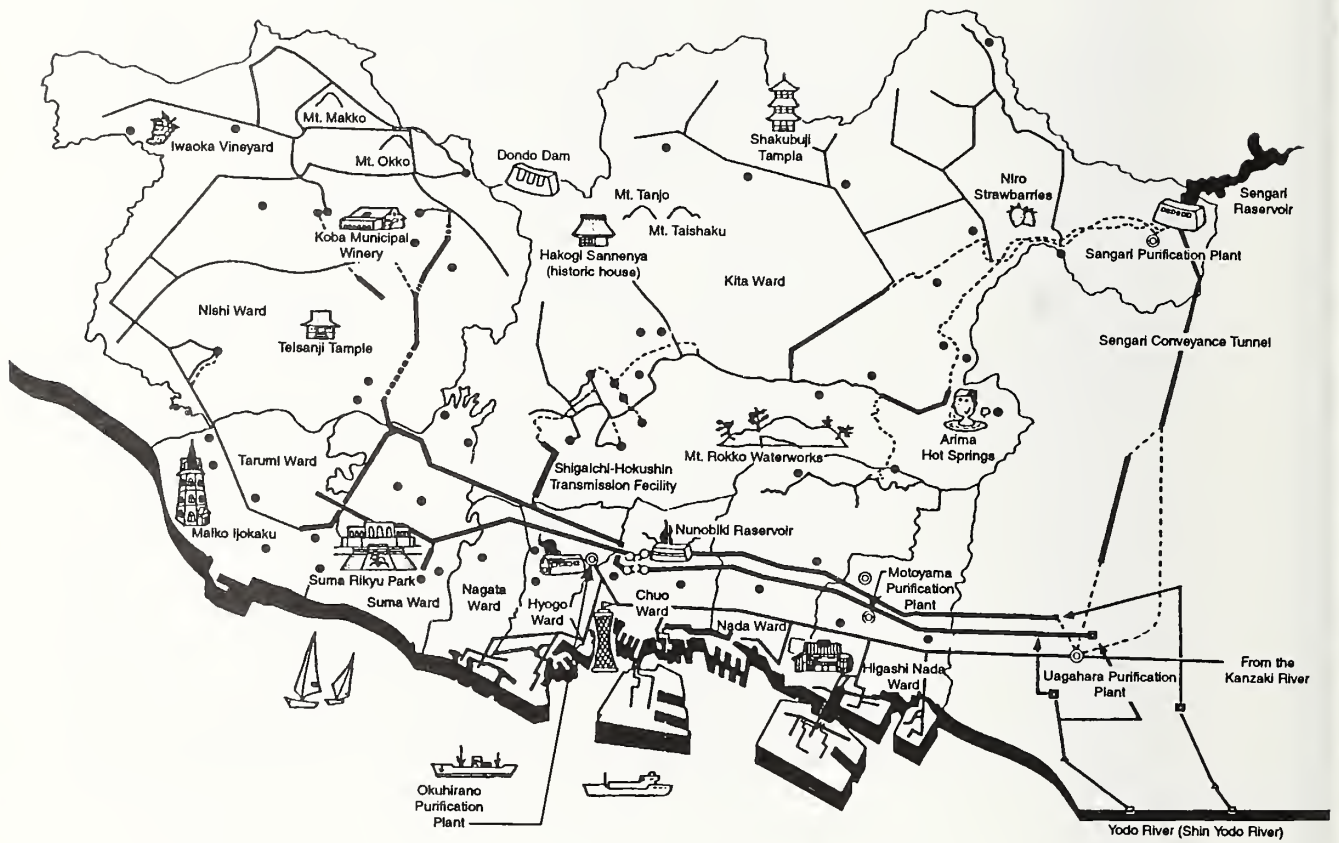 Mt. Makko
Iwaoka Vineyard
Mt. Okko
Dondo Dam
Shakubuji
Tampla
Niro
Strawbarries
Sengari
Raservoir
Mt. Tanjo
Mt. Taishaku
Koba Municipal
Winery
Hakogi Sannenya
(historic house)
Sangari Purification Plant
Kita Ward
Nishi Ward
Telsanji Tample
Sengari Conveyance Tunnel
Arima
Hot Springs
Mt. Rokko Waterworks
Tarumi Ward
Shigaichi-Hokushin
Transmission Fecility
Maiko Ijokaku
Nunobiki Raservoir
Suma Rikyu Park
Suma Ward
Nagata
Ward
Hyogo
Ward
Chuo
Ward
Motoyama
Purification
Plant
Nada Ward
Higashi Nada
Ward
Uagahara Purification
Plant
From the
Kanzaki River
Okuhirano
Purification
Plant
Yodo River (Shin Yodo River)